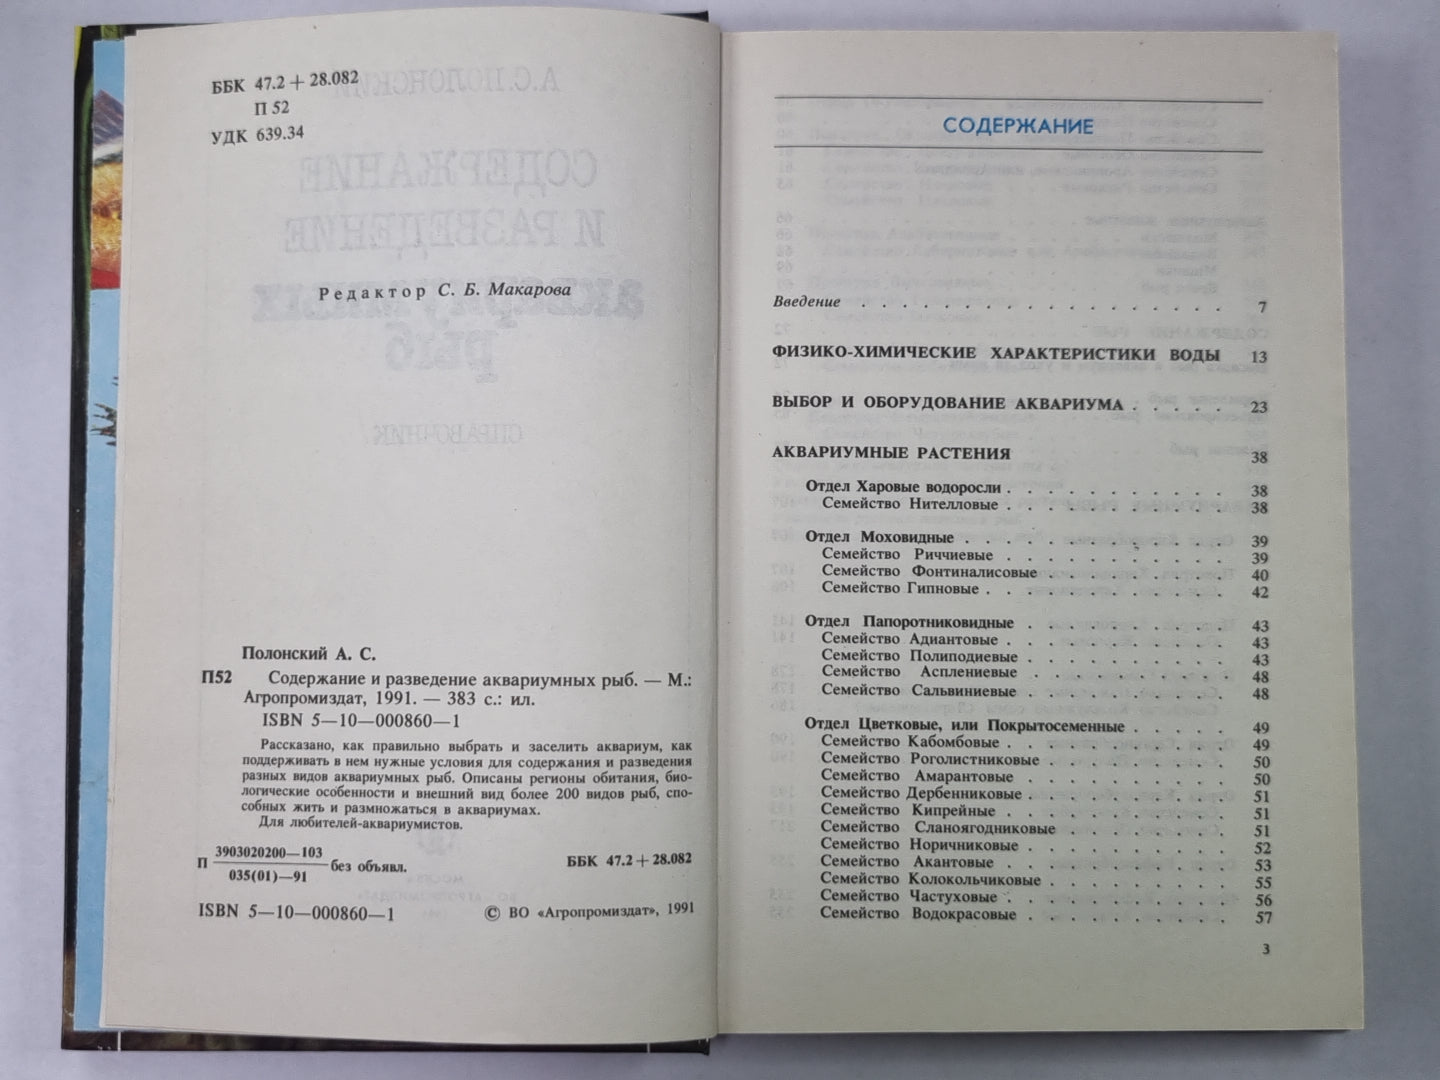 ББК 47.2 + 28.082
П 52
УДК 639.34
Редактор С. Б. Макарова
Полонский А. С.
П52 Содержание и разведение аквариумных рыб. — М.:
Агропромиздат, 1991. — 383 с.: ил.
ISBN 5—10—000860—1
Рассказано, как правильно выбрать и заселить аквариум, как
поддерживать в нем нужные условия для содержания и разведения
разных видов аквариумных рыб. Описаны регионы обитания, био-
логические особенности и внешний вид более 200 видов рыб, спо-
собных жить и размножаться в аквариумах.
Для любителей-аквариумистов.
П 3903020200—103
035(01)—91 без объявл. ББК 47.2 + 28.082
ISBN 5—10—000860—1 © ВО «Агропромиздат», 1991
СОДЕРЖАНИЕ
Введение . . . . . . . . . . . . . . . 7
ФИЗИКО-ХИМИЧЕСКИЕ ХАРАКТЕРИСТИКИ ВОДЫ 13
ВЫБОР И ОБОРУДОВАНИЕ АКВАРИУМА . . . . . 23
АКВАРИУМНЫЕ РАСТЕНИЯ 38
Отдел Харовые водоросли . . . . . . . . . 38
Семейство Нителловые . . . . . . . . . 38
Отдел Моховидные . . . . . . . . . . 39
Семейство Риччиевые . . . . . . . . . 39
Семейство Фонтиналисовые . . . . . . . 40
Семейство Гипновые . . . . . . . . . 42
Отдел Папоротниковидные . . . . . . . . 43
Семейство Адиантовые . . . . . . . . . 43
Семейство Полиподиевые . . . . . . . . 43
Семейство Асплениевые . . . . . . . . 48
Семейство Сальвиниевые . . . . . . . . 48
Отдел Цветковые, или Покрытосеменные . . . . . 49
Семейство Кабомбовые . . . . . . . . . 49
Семейство Роголистниковые . . . . . . . 50
Семейство Амарантовые . . . . . . . . 50
Семейство Дербенниковые . . . . . . . . 51
Семейство Кипрейные . . . . . . . . . 51
Семейство Сланоягодниковые . . . . . . 51
Семейство Норичниковые . . . . . . . . 52
Семейство Акантовые . . . . . . . . . 53
Семейство Колокольчиковые . . . . . . . 55
Семейство Частуховые . . . . . . . . . 56
Семейство Водокрасовые . . . . . . . . 57
3